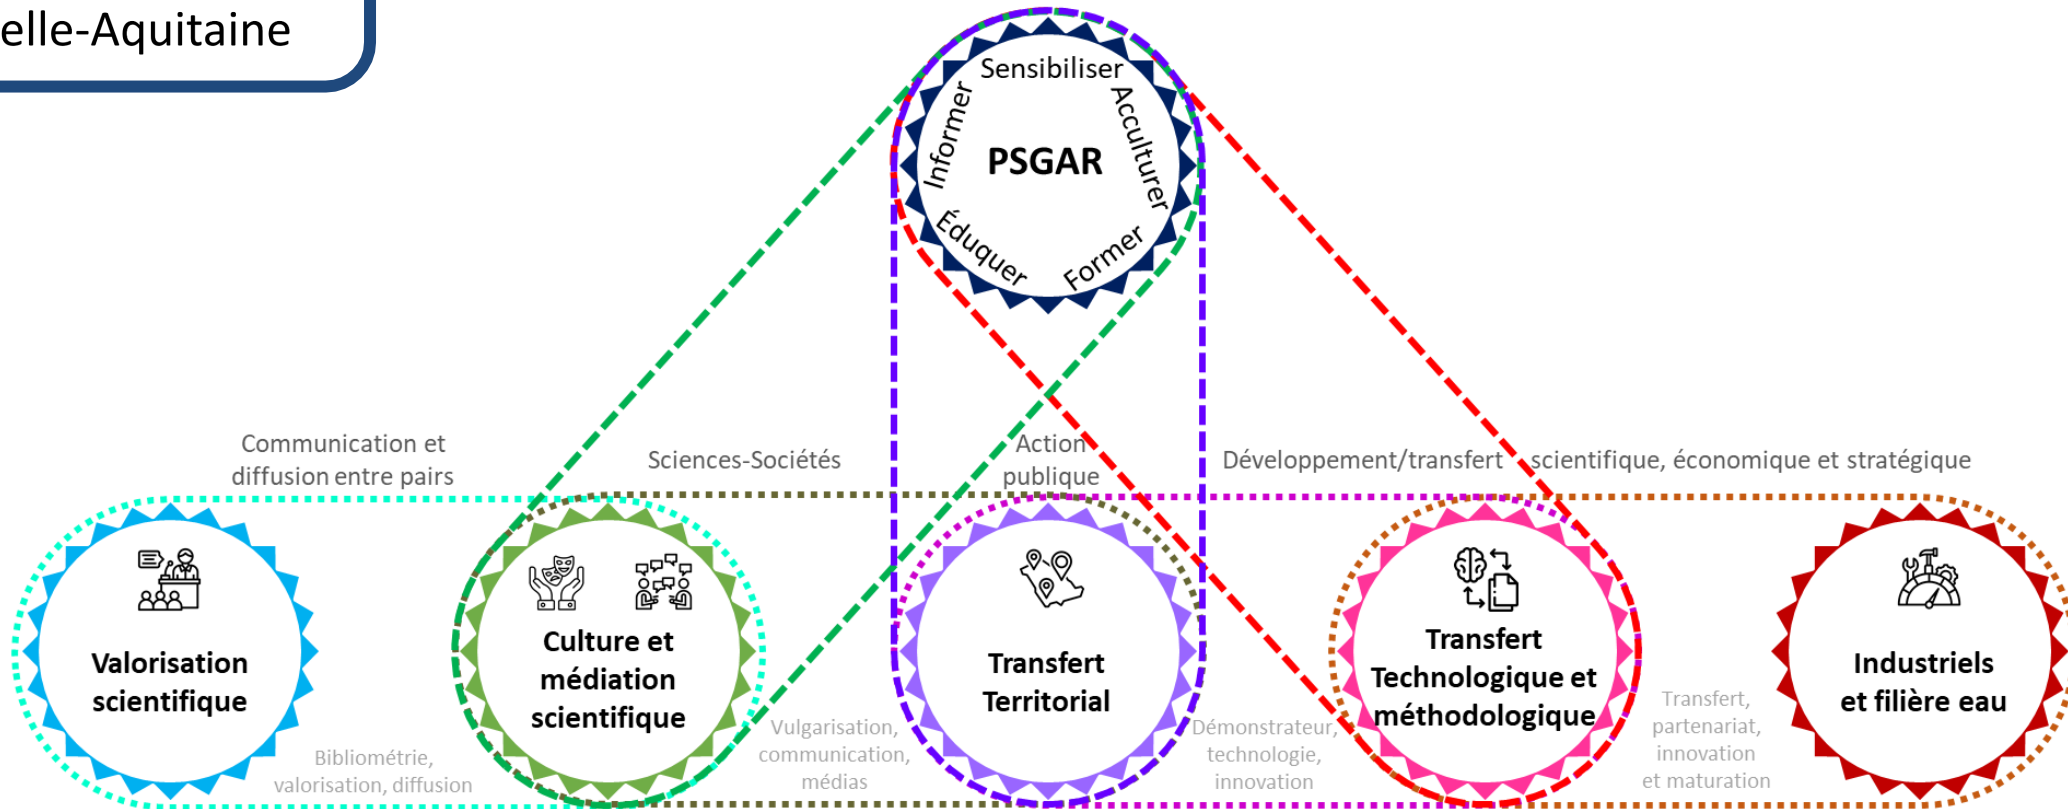 elle-Aquitaine
Sensibiliser
Informer
Acculturer
PSGAR
Éduquer
Former
Communication et
diffusion entre pairs
Sciences-Sociétés
Action
publique
Développement/transfert scientifique, économique et stratégique
Valorisation
scientifique
Culture et
médiation
scientifique
Transfert
Territorial
Transfert
Technologique et
méthodologique
Industriels
et filière eau
Bibliométrie,
valorisation, diffusion
Vulgarisation,
communication,
médias
Démonstrateur,
technologie,
innovation
Transfert,
partenariat,
innovation
et maturation